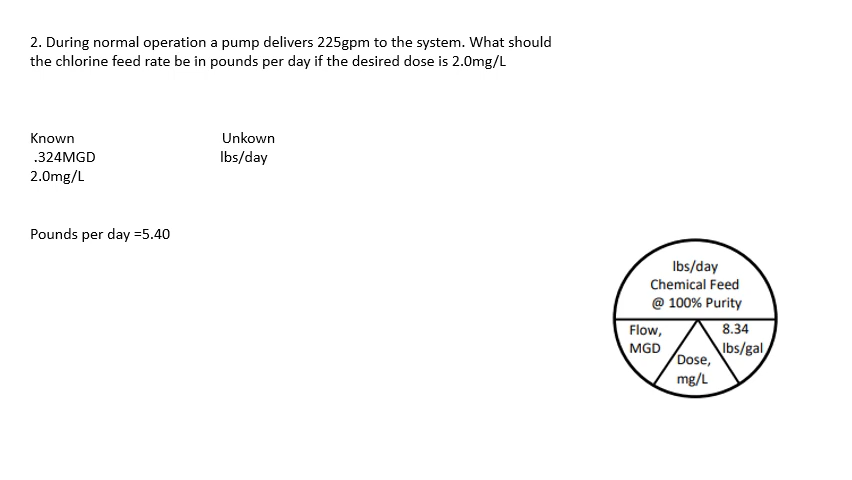 2. During normal operation a pump delivers 225gpm to the system. What should
the chlorine feed rate be in pounds per day if the desired dose is 2.0mg/L
Known Unkown
.324MGD lbs/day
2.0mg/L
Pounds per day =5.40
lbs/day
Chemical Feed
@ 100% Purity
Flow,
MGD
Dose,
mg/L
8.34
lbs/gal